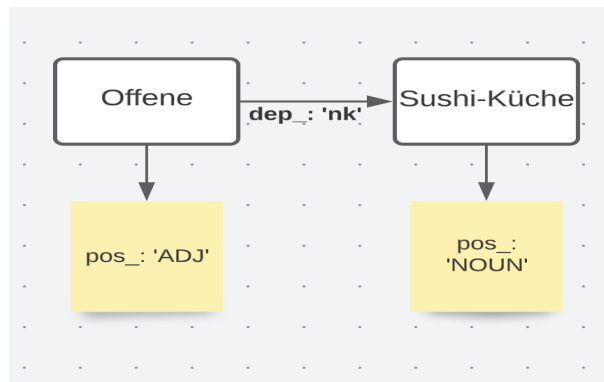 Offene
dep_: 'nk'
Sushi-Küche
pos_: 'ADJ'
pos_:
'NOUN'